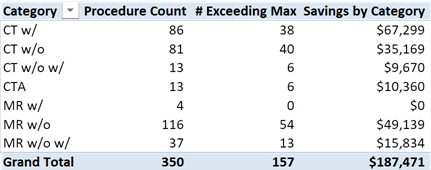 Category Procedure Count # Exceeding Max Savings by Category
CT w/ 86 38 $67,299
CT w/o 81 40 $35,169
CT w/o w/ 13 6 $9,670
CTA 13 6 $10,360
MR w/ 4 0 $0
MR w/o 116 54 $49,139
MR w/o w/ 37 13 $15,834
Grand Total 350 157 $187,471